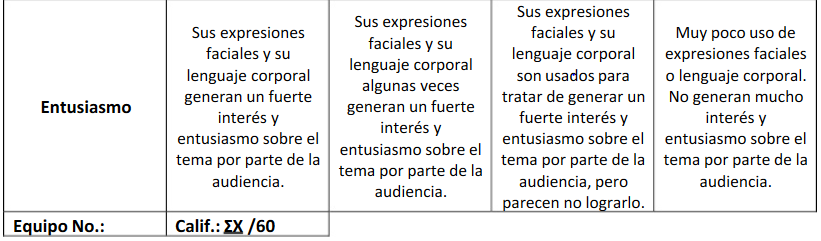 Entusiasmo
Sus expresiones
faciales y su
lenguaje corporal
generan un fuerte
interés y
entusiasmo sobre el
tema por parte de la
audiencia.
Sus expresiones
faciales y su
lenguaje corporal
algunas veces
generan un fuerte
interés y
entusiasmo sobre el
tema por parte de la
audiencia.
Sus expresiones
faciales y su
lenguaje corporal
son usados para
tratar de generar un
fuerte interés y
entusiasmo sobre el
tema por parte de la
audiencia, pero
parecen no lograrlo.
Muy poco uso de
expresiones faciales
o lenguaje corporal.
No generan mucho
interés y
entusiasmo sobre el
tema por parte de la
audiencia.
Equipo No.:
Calif.: ΣX /60